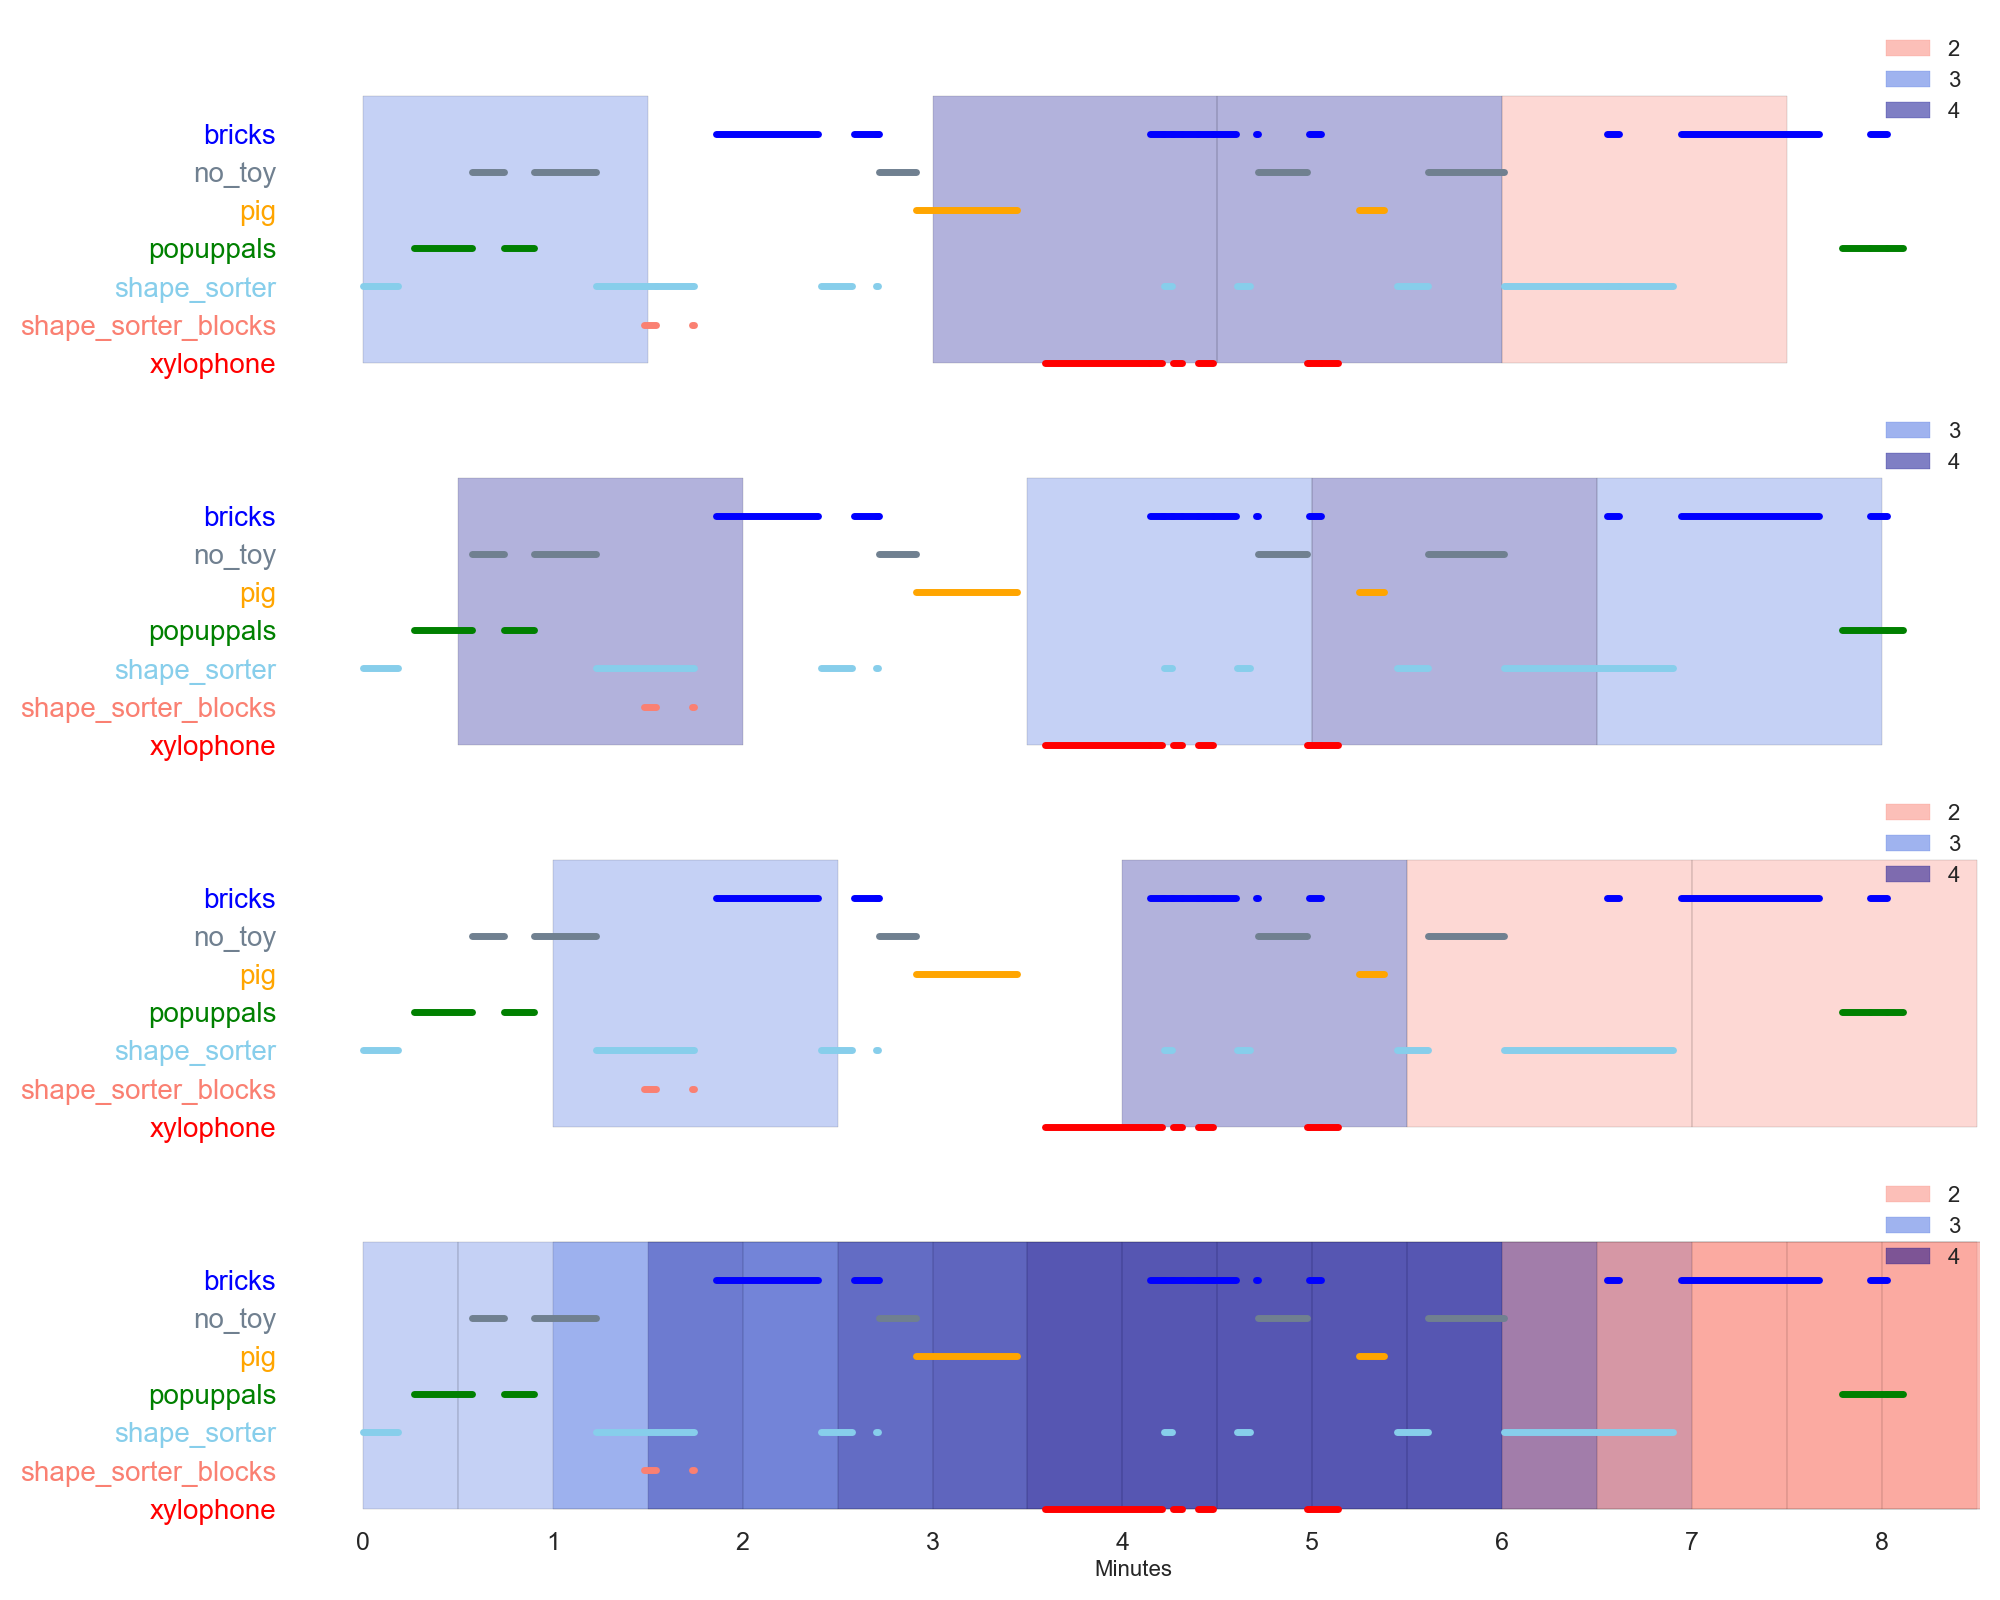 2
3
4
bricks
no_toy
pig
popuppals
shape_sorter
shape_sorter_blocks
xylophone
3
4
bricks
no_toy
pig
popuppals
shape_sorter
shape_sorter_blocks
xylophone
2
3
4
bricks
no_toy
pig
popuppals
shape_sorter
shape_sorter_blocks
xylophone
2
3
4
bricks
no_toy
pig
popuppals
shape_sorter
shape_sorter_blocks
xylophone
0 1 2 3 4 5 6 7 8
Minutes